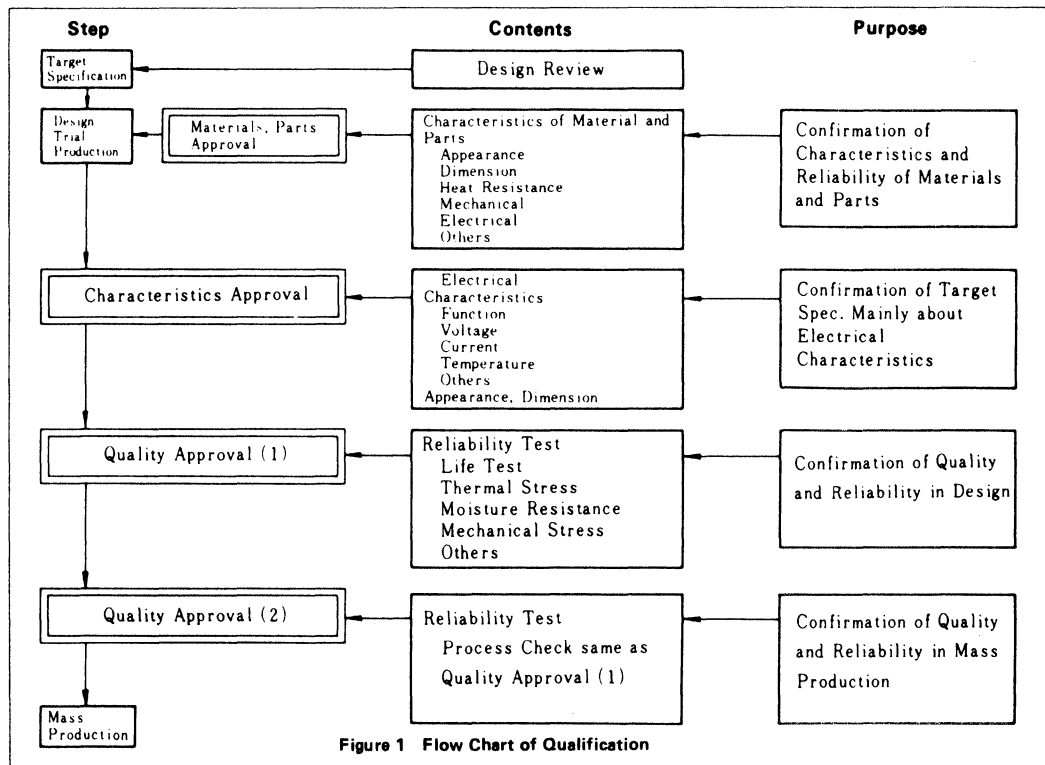 Step
Contents
Purpose
Target
Specification
Design Review
Design
Trial
Production
Materials, Parts
Approval
Characteristics of Material and
Parts
Appearance
Dimension
Heat Resistance
Mechanical
Electrical
Others
Confirmation of
Characteristics and
Reliability of Materials
and Parts
Characteristics Approval
Electrical
Characteristics
Function
Voltage
Current
Temperature
Others
Appearance, Dimension
Confirmation of Target
Spec. Mainly about
Electrical
Characteristics
Quality Approval (1)
Reliability Test
Life Test
Thermal Stress
Moisture Resistance
Mechanical Stress
Others
Confirmation of Quality
and Reliability in Design
Quality Approval (2)
Reliability Test
Process Check same as
Quality Approval (1)
Confirmation of Quality
and Reliability in Mass
Production
Mass
Production
Figure 1 Flow Chart of Qualification